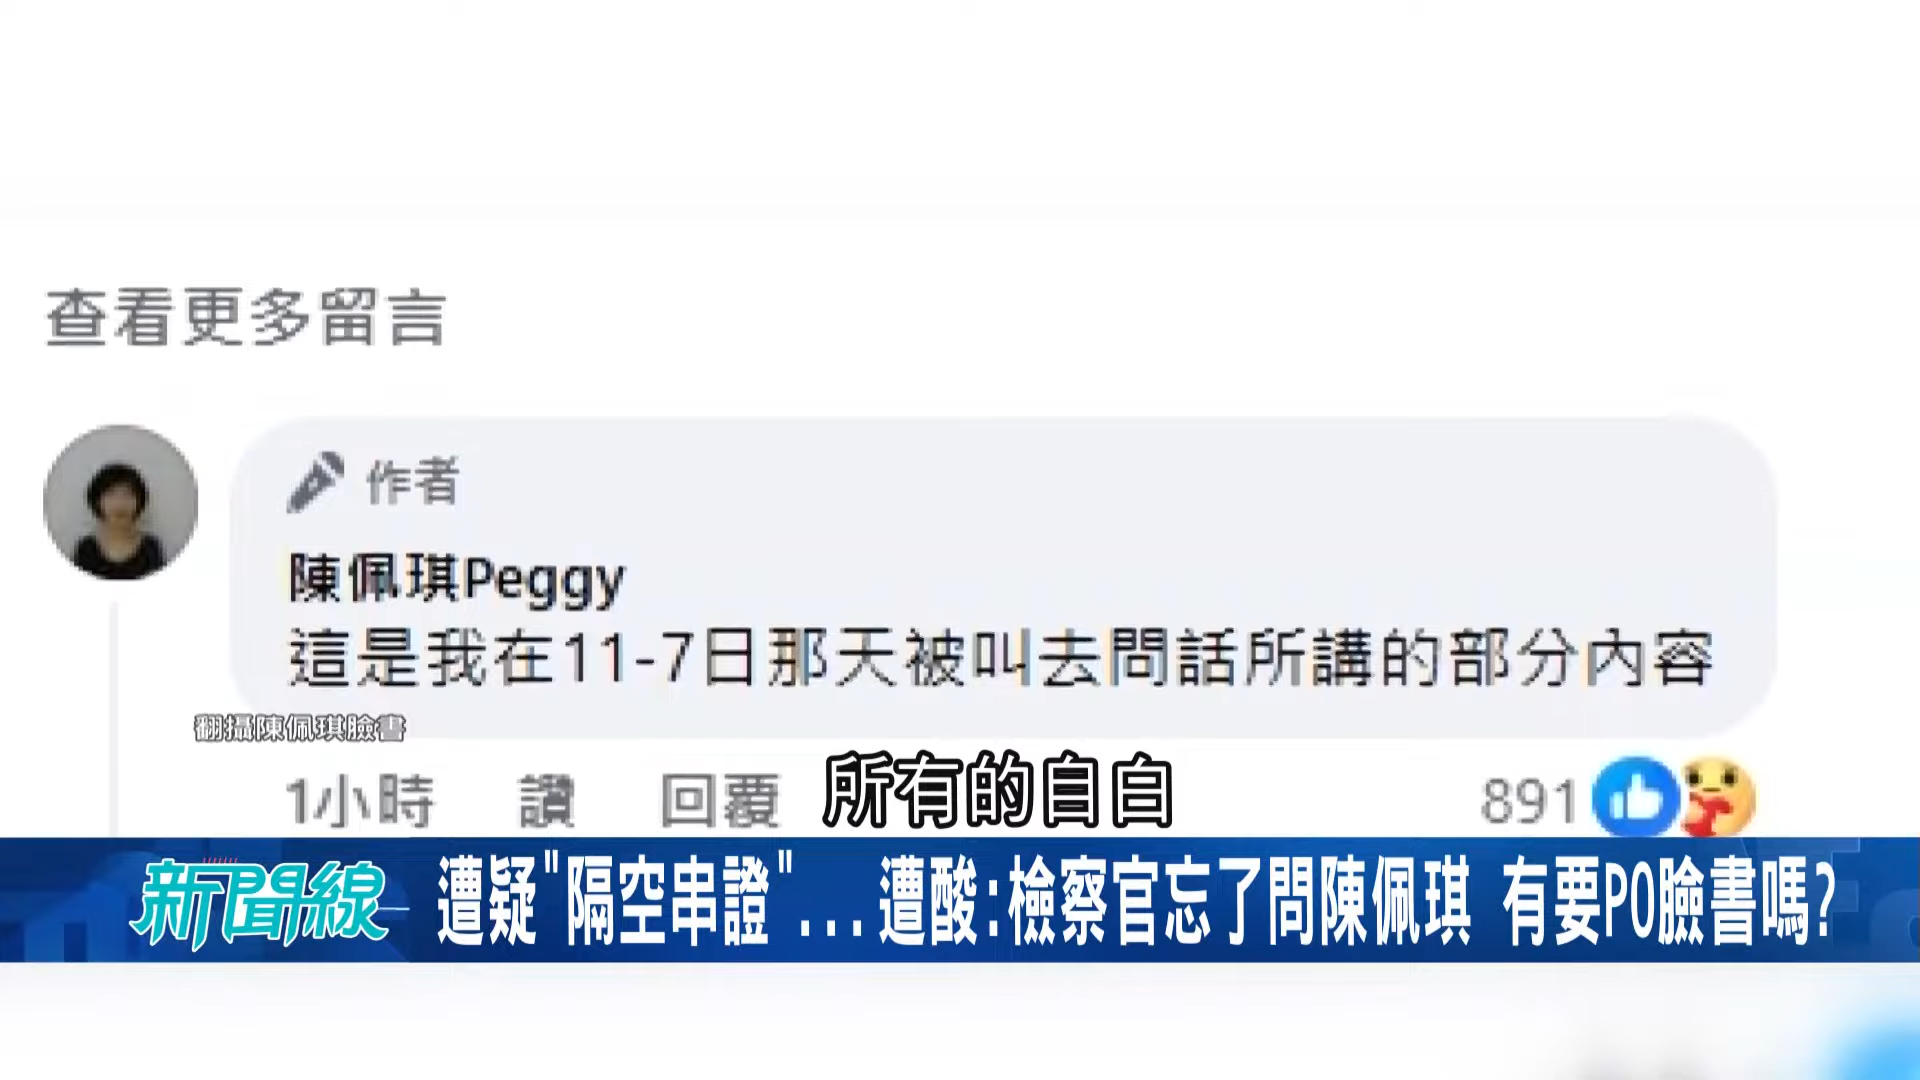 查看更多留言
作者
陳佩琪Peggy
這是我在11-7日那天被叫去問話所講的部分內容
翻攝陳佩琪臉書
1小時 讚 回覆 891
所有的自白
新聞線 遭疑"隔空串證"...遭酸:檢察官忘了問陳佩琪 有要PO臉書嗎?